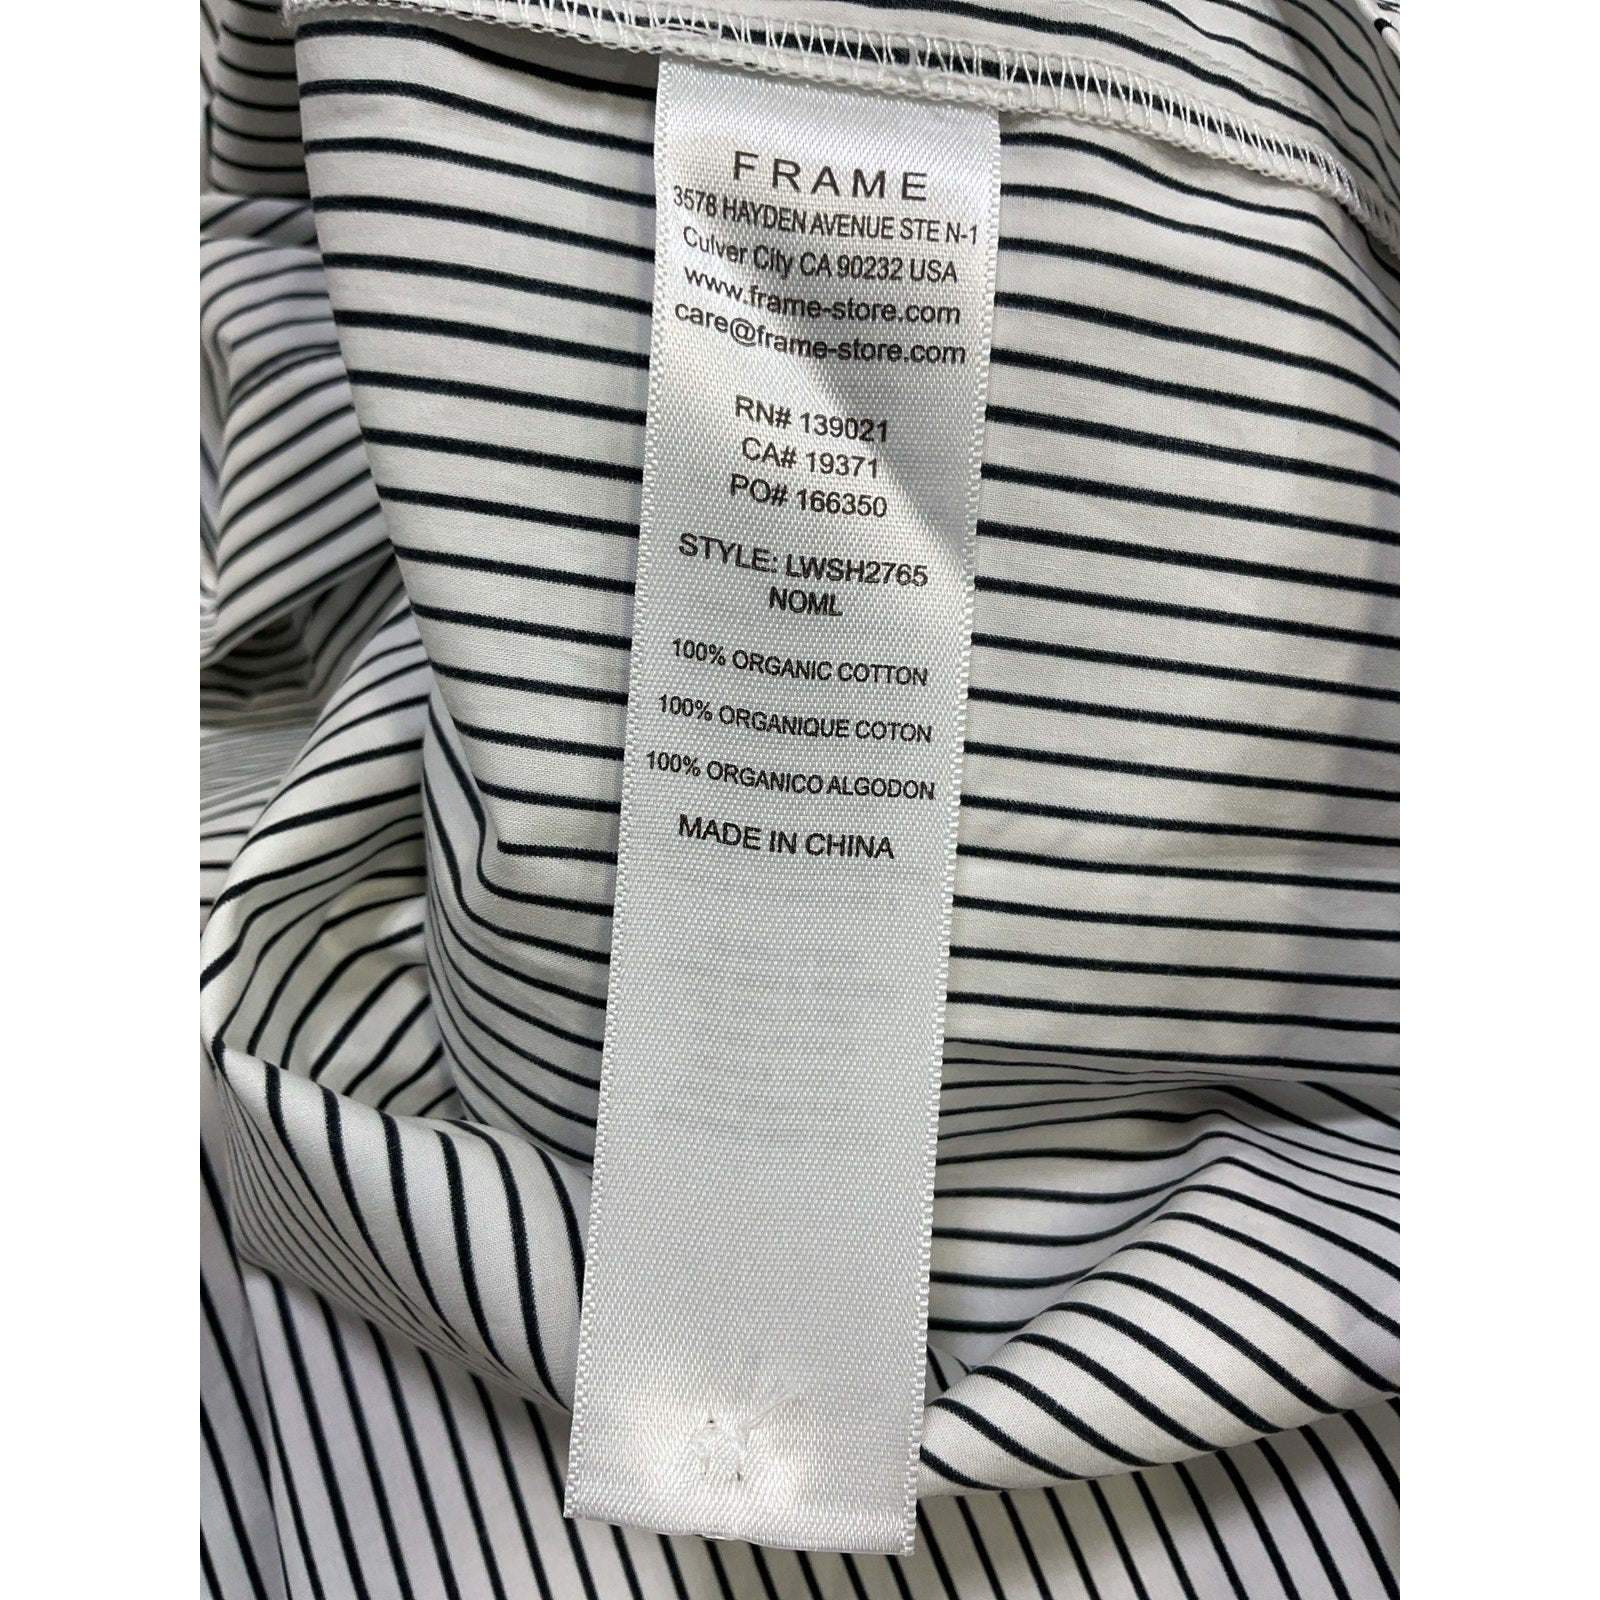 FRAME
3578 HAYDEN AVENUE STE N-1
Culver City CA 90232 USA
www.frame-store.com
care@frame-store.com
RN# 139021
CA# 19371
PO# 166350
STYLE: LWSH2765
NOML
100% ORGANIC COTTON
100% ORGANIQUE COTON
100% ORGANICO ALGODON
MADE IN CHINA